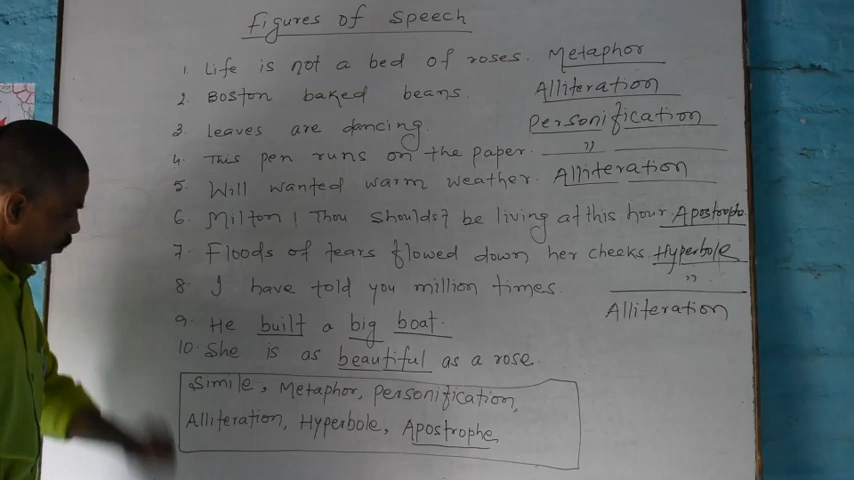 Figures of Speech
1. Life is not a bed of roses. Metaphor
2. Boston baked beans. Alliteration
3. leaves are dancing. Personification
4. This pen runs on the paper. ,,
5. Will wanted warm weather. Alliteration
6. Milton! Thou shouldst be living at this hour. Apostrophe
7. Floods of tears flowed down her cheeks. Hyperbole
8. I have told you million times. ,,
9. He built a big boat. Alliteration
10. She is as beautiful as a rose.
Simile, Metaphor, Personification,
Alliteration, Hyperbole, Apostrophe